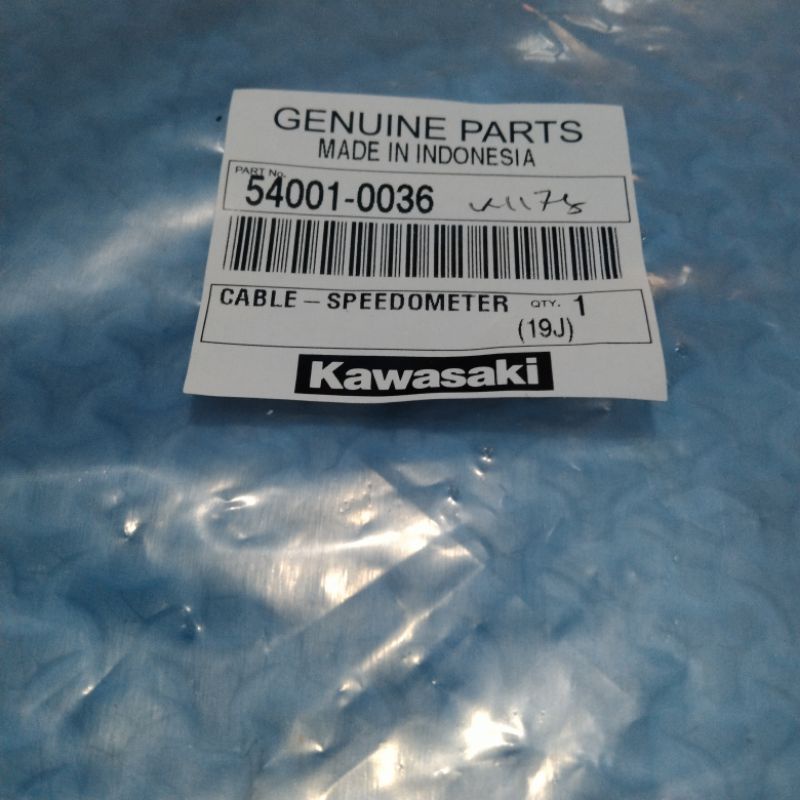 GENUINE PARTS
MADE IN INDONESIA
PART No.
54001-0036
CABLE – SPEEDOMETER QTY. 1
(19J)
Kawasaki